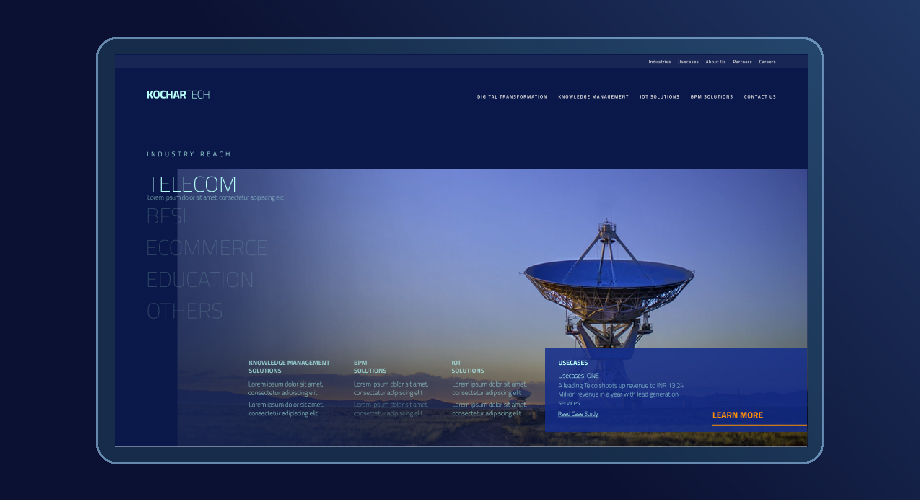 Industries Usecases About Us Partners Careers
KOCHAR TECH
DIGITAL TRANSFORMATION KNOWLEDGE MANAGEMENT IOT SOLUTIONS BPM SOLUTIONS CONTACT US
INDUSTRY REACH
TELECOM
Lorem ipsum dolor sit amet, consectetur adipiscing elit.
BFSI
ECOMMERCE
EDUCATION
OTHERS
KNOWLEDGE MANAGEMENT
SOLUTIONS
Lorem ipsum dolor sit amet,
consectetur adipiscing elit.
Lorem ipsum dolor sit amet,
consectetur adipiscing elit.
BPM
SOLUTIONS
Lorem ipsum dolor sit amet,
consectetur adipiscing elit.
Lorem ipsum dolor sit amet,
consectetur adipiscing elit.
IOT
SOLUTIONS
Lorem ipsum dolor sit amet,
consectetur adipiscing elit.
Lorem ipsum dolor sit amet,
consectetur adipiscing elit.
USECASES
Usecases ONE
A leading Telco shoots up revenue to INR
Million revenue in a year with lead generation
services.
Read Case Study
LEARN MORE